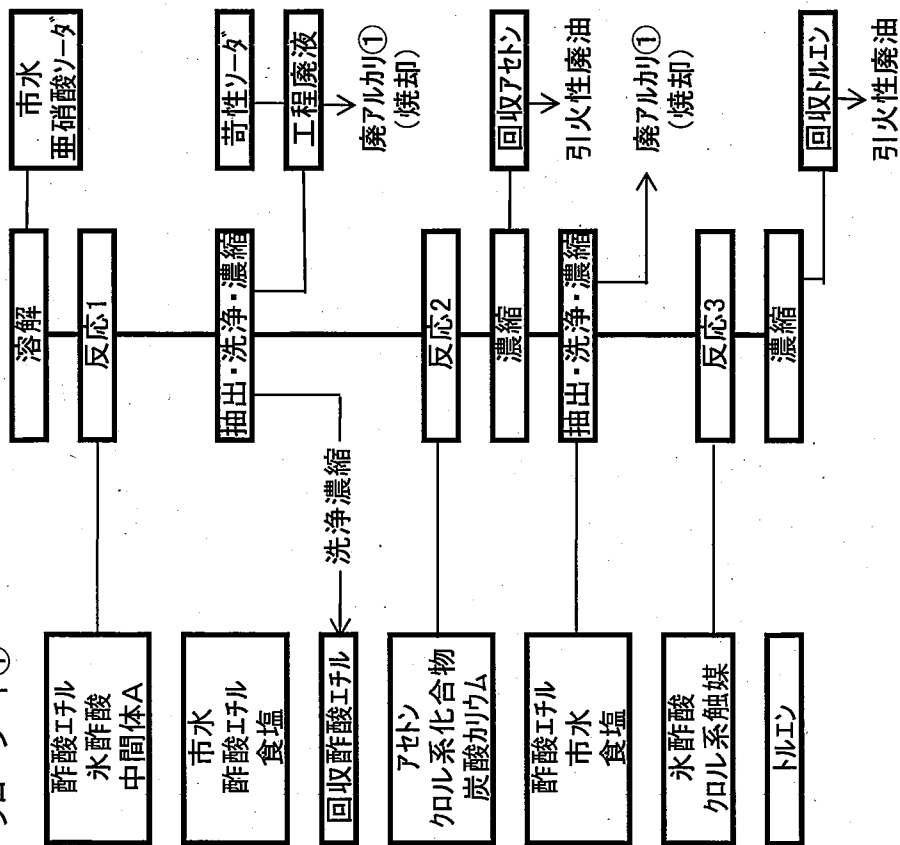 市水
亜硝酸ソーダ
溶解
酢酸エチル
氷酢酸
中間体A
反応1
市水
酢酸エチル
食塩
抽出・洗浄・濃縮
苛性ソーダ
工程廃液
廃アルカリ①
(焼却)
洗浄濃縮
回収酢酸エチル
アセトン
クロル系化合物
炭酸カリウム
反応2
濃縮
回収アセトン
引火性廃油
酢酸エチル
市水
食塩
抽出・洗浄・濃縮
廃アルカリ①
(焼却)
氷酢酸
クロル系触媒
反応3
トルエン
濃縮
回収トルエン
引火性廃油